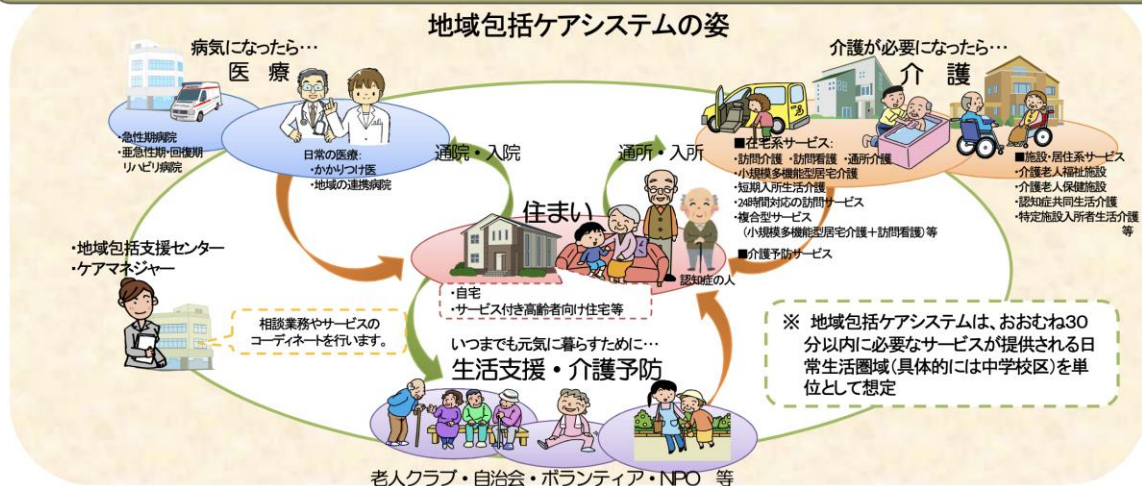 地域包括ケアシステムの姿
病気になったら…
医　療
・急性期病院
・亜急性期・回復期
リハビリ病院
日常の医療:
・かかりつけ医
・地域の連携病院
通院・入院
通所・入所
介護が必要になったら…
介　護
■在宅系サービス:
・訪問介護 ・訪問看護 ・通所介護
・小規模多機能型居宅介護
・短期入所生活介護
・24時間対応の訪問サービス
・複合型サービス
（小規模多機能型居宅介護＋訪問看護）等
■介護予防サービス
■施設・居住系サービス
・介護老人福祉施設
・介護老人保健施設
・認知症共同生活介護
・特定施設入所者生活介護
等
住まい
認知症の人
・自宅
・サービス付き高齢者向け住宅等
・地域包括支援センター
・ケアマネジャー
相談業務やサービスの
コーディネートを行います。
いつまでも元気に暮らすために…
生活支援・介護予防
老人クラブ・自治会・ボランティア・NPO　等
※ 地域包括ケアシステムは、おおむね30
分以内に必要なサービスが提供される日
常生活圏域（具体的には中学校区）を単
位として想定